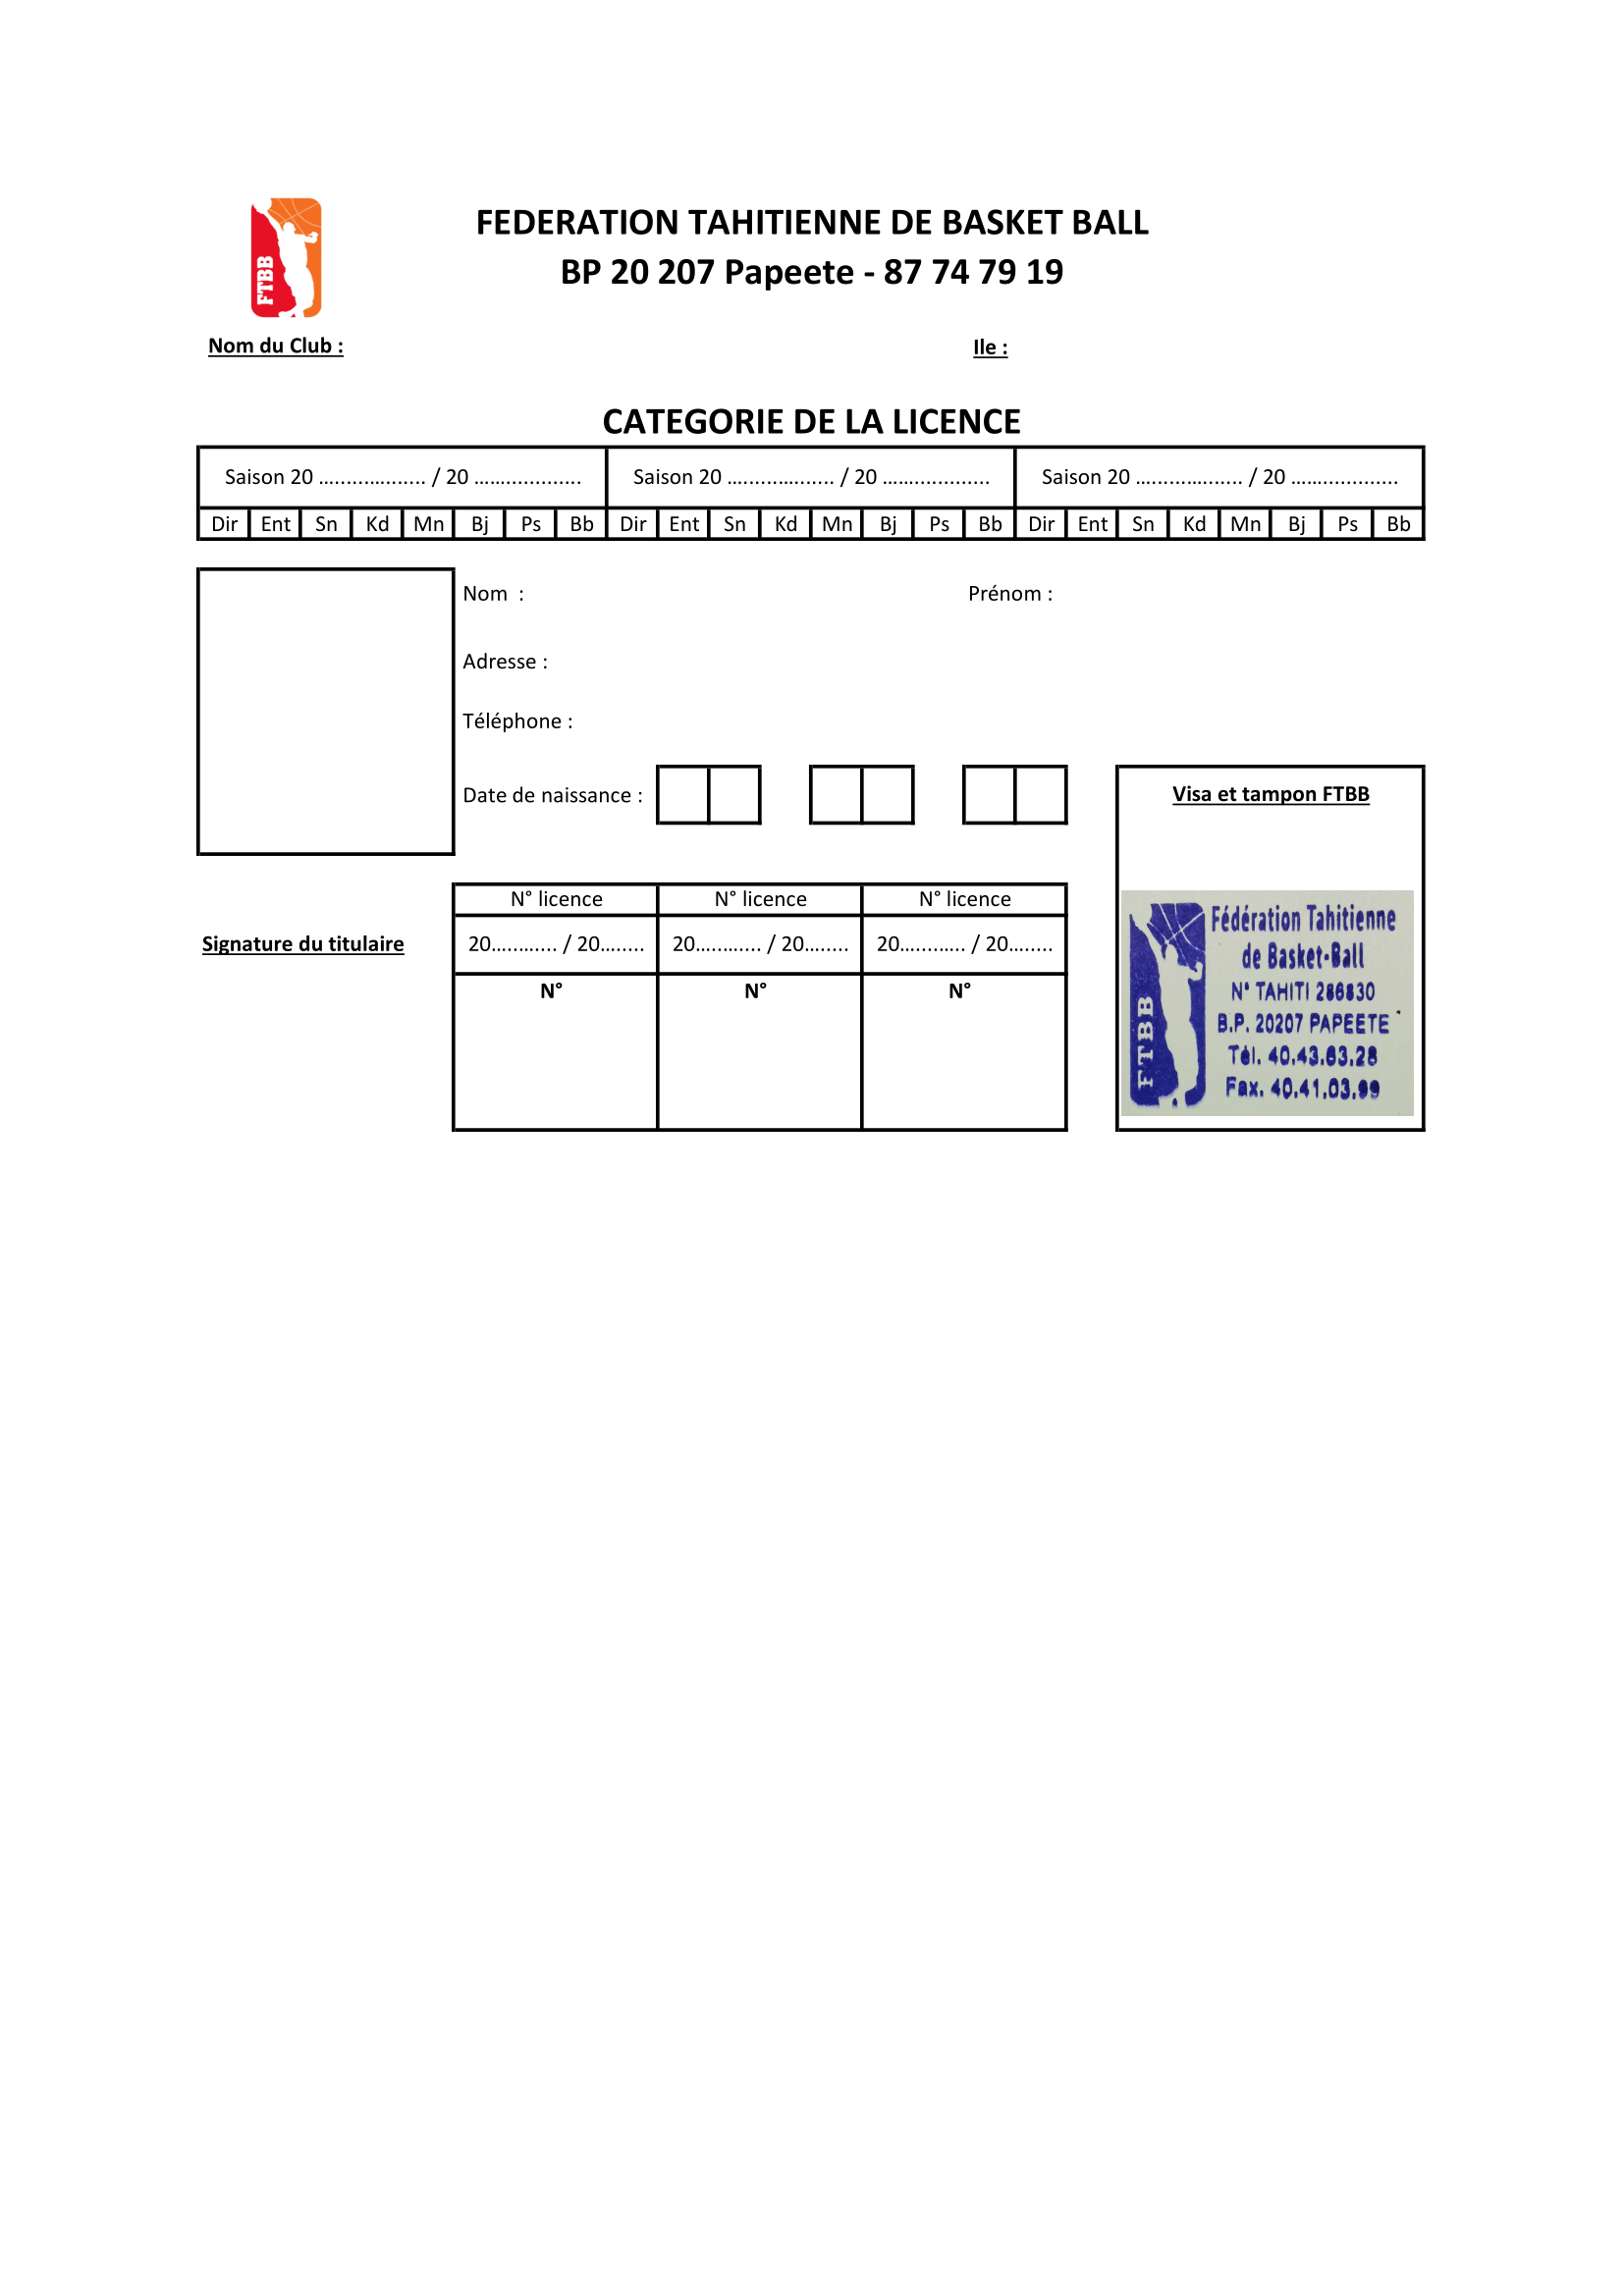 FTBB
FEDERATION TAHITIENNE DE BASKET BALL
BP 20 207 Papeete - 87 74 79 19
Nom du Club : Ile :
CATEGORIE DE LA LICENCE
Saison 20 .................... / 20 .................... Saison 20 .................... / 20 .................... Saison 20 .................... / 20 ....................
Dir Ent Sn Kd Mn Bj Ps Bb Dir Ent Sn Kd Mn Bj Ps Bb Dir Ent Sn Kd Mn Bj Ps Bb
Nom : Prénom :
Adresse :
Téléphone :
Date de naissance :
Visa et tampon FTBB
N° licence N° licence N° licence
Signature du titulaire 20............ / 20........ 20............ / 20........ 20............ / 20........
N° N° N°
FTBB
Fédération Tahitienne
de Basket-Ball
N° TAHITI
B.P. 20207 PAPEETE
Tél. 40.43.63.28
Fax. 40.41.03.99